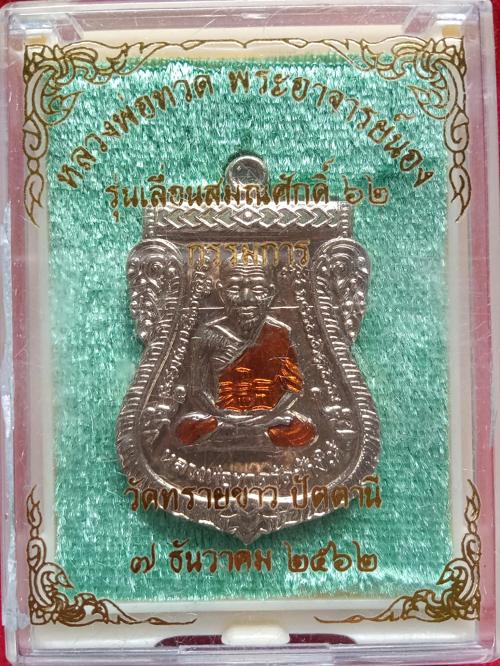 หลวงพ่อทวด พระอาจารย์นอง
รุ่นเลื่อนสมณศักดิ์ ๖๒
กรรมการ
วัดทรายขาว ปัตตานี
๗ ธันวาคม ๒๕๖๒